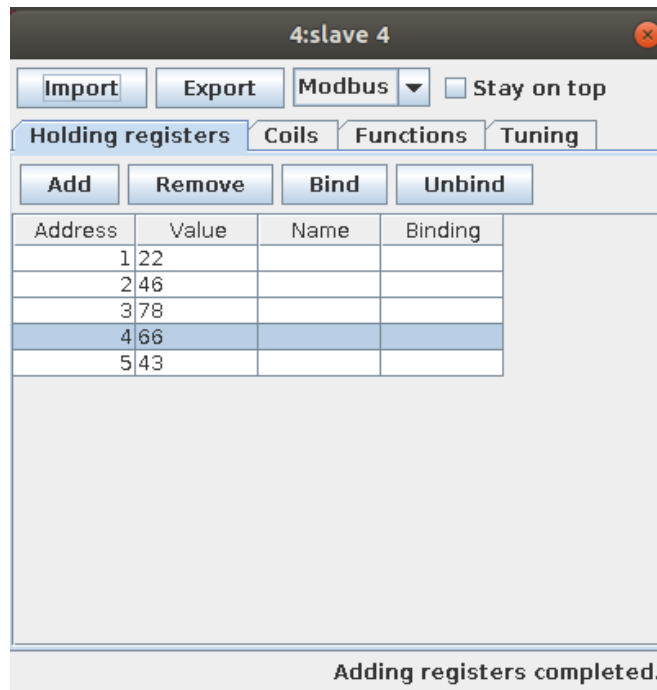 4:slave 4
Import Export Modbus Stay on top
Holding registers Coils Functions Tuning
Add Remove Bind Unbind
Address Value Name Binding
1 22
2 46
3 78
4 66
5 43
Adding registers completed.